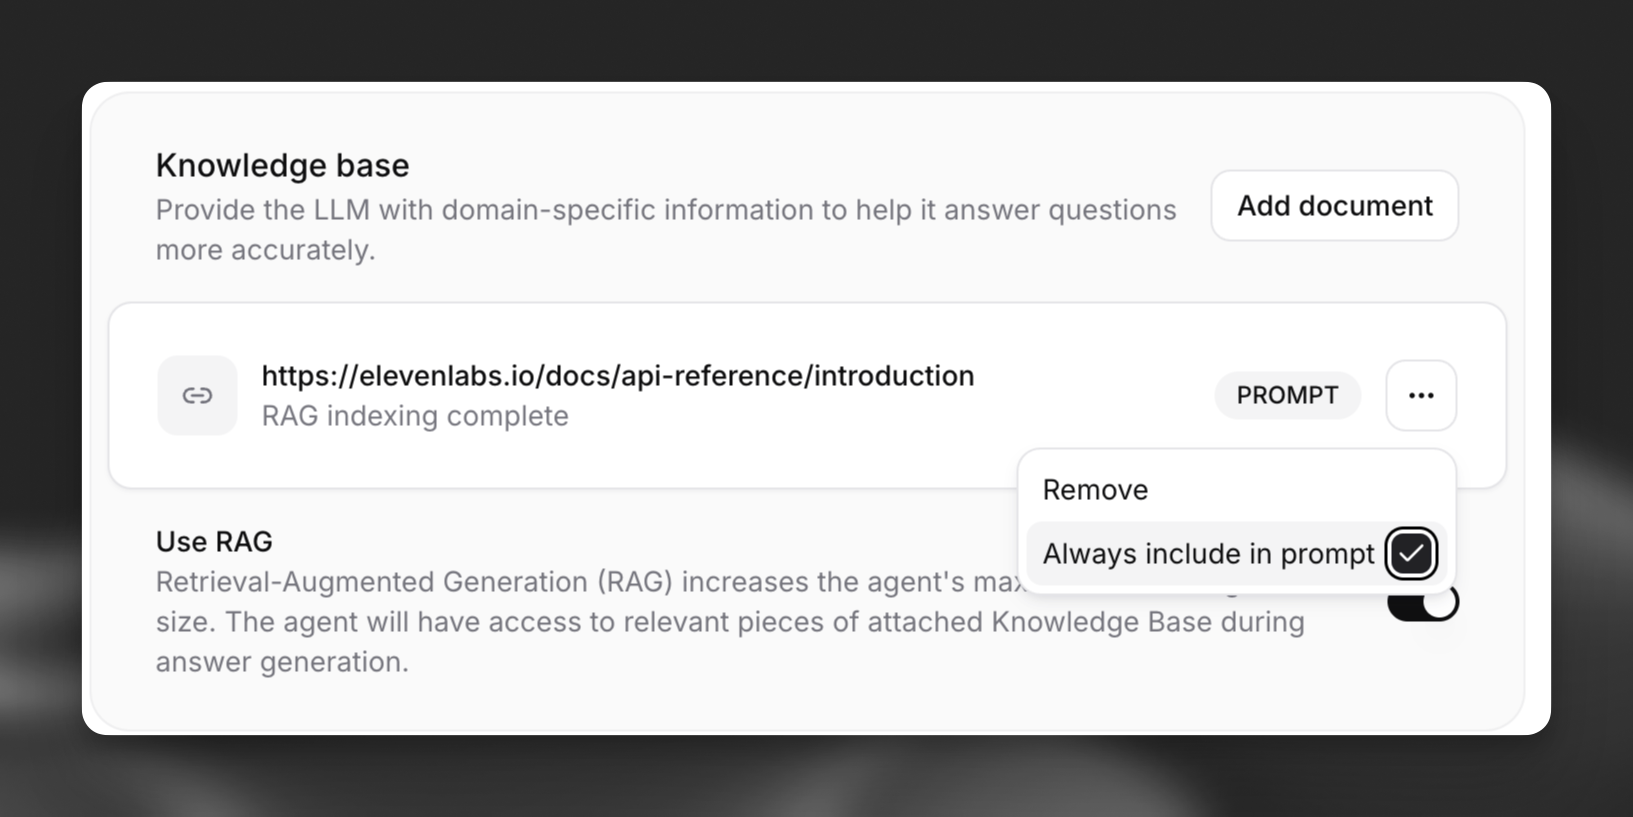 Knowledge base
Provide the LLM with domain-specific information to help it answer questions
more accurately.
Add document
https://elevenlabs.io/docs/api-reference/introduction
RAG indexing complete
PROMPT
Remove
Always include in prompt
Use RAG
Retrieval-Augmented Generation (RAG) increases the agent's
size. The agent will have access to relevant pieces of attached Knowledge Base during
answer generation.